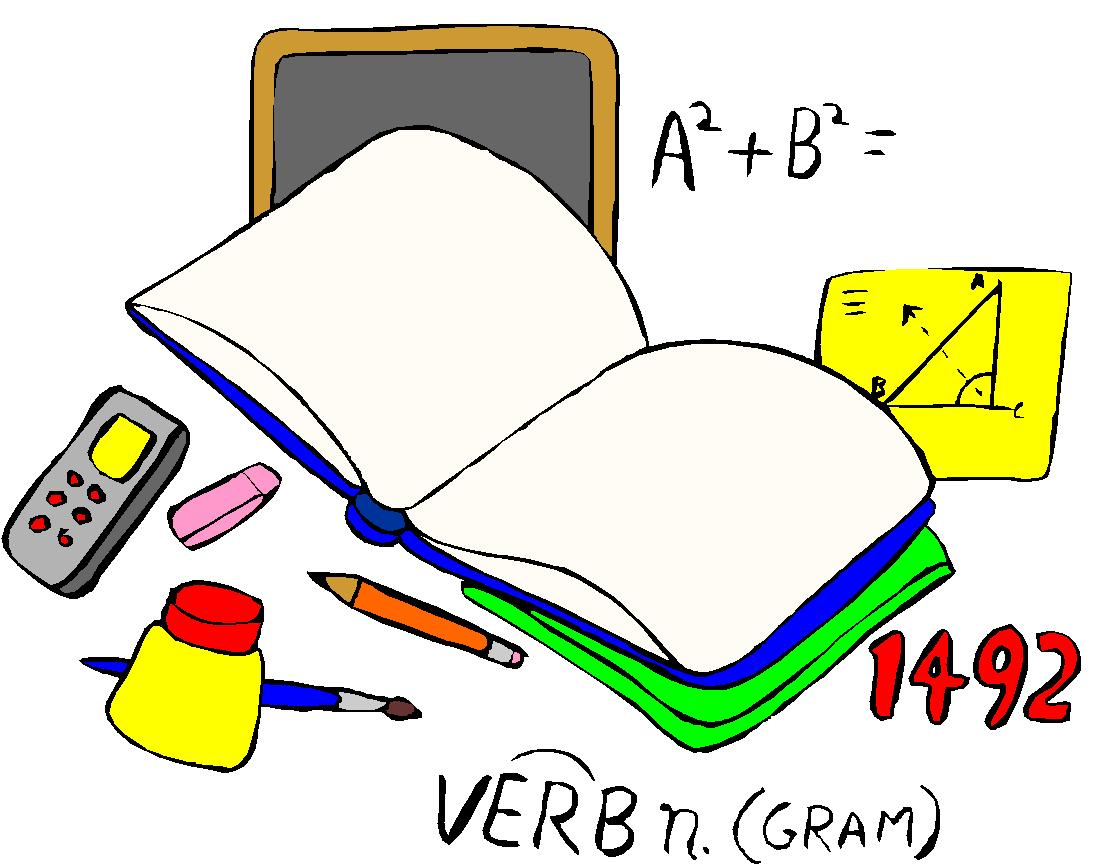 A² + B² =
A
B
C
1492
VERB n. (GRAM)